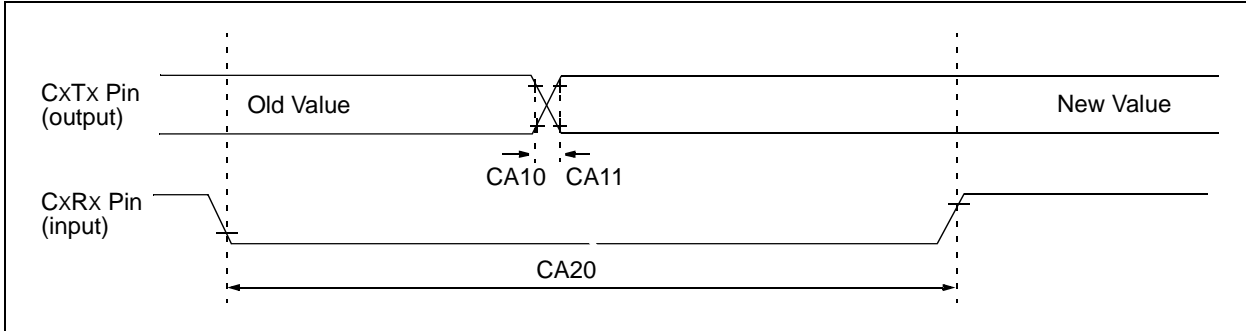 CxTx Pin
(output)
Old Value
New Value
CA10 CA11
CxRx Pin
(input)
CA20